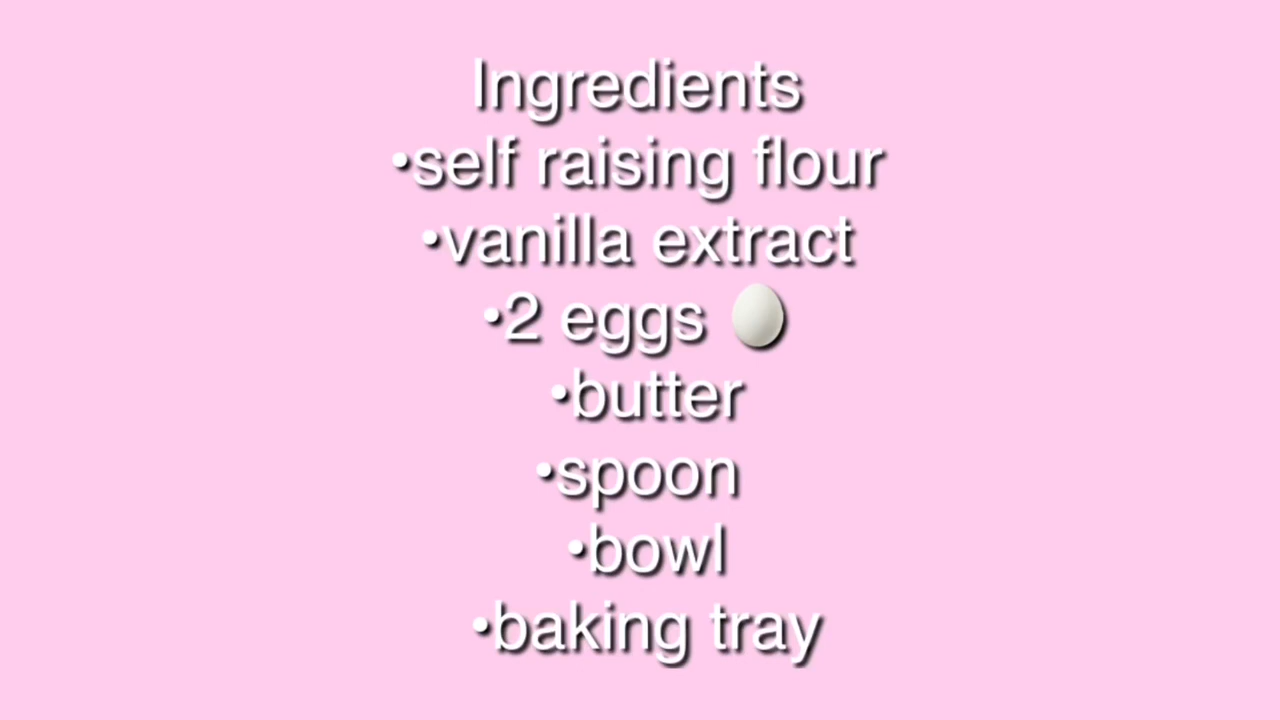 Ingredients
•self raising flour
•vanilla extract
•2 eggs 🥚
•butter
•spoon
•bowl
•baking tray